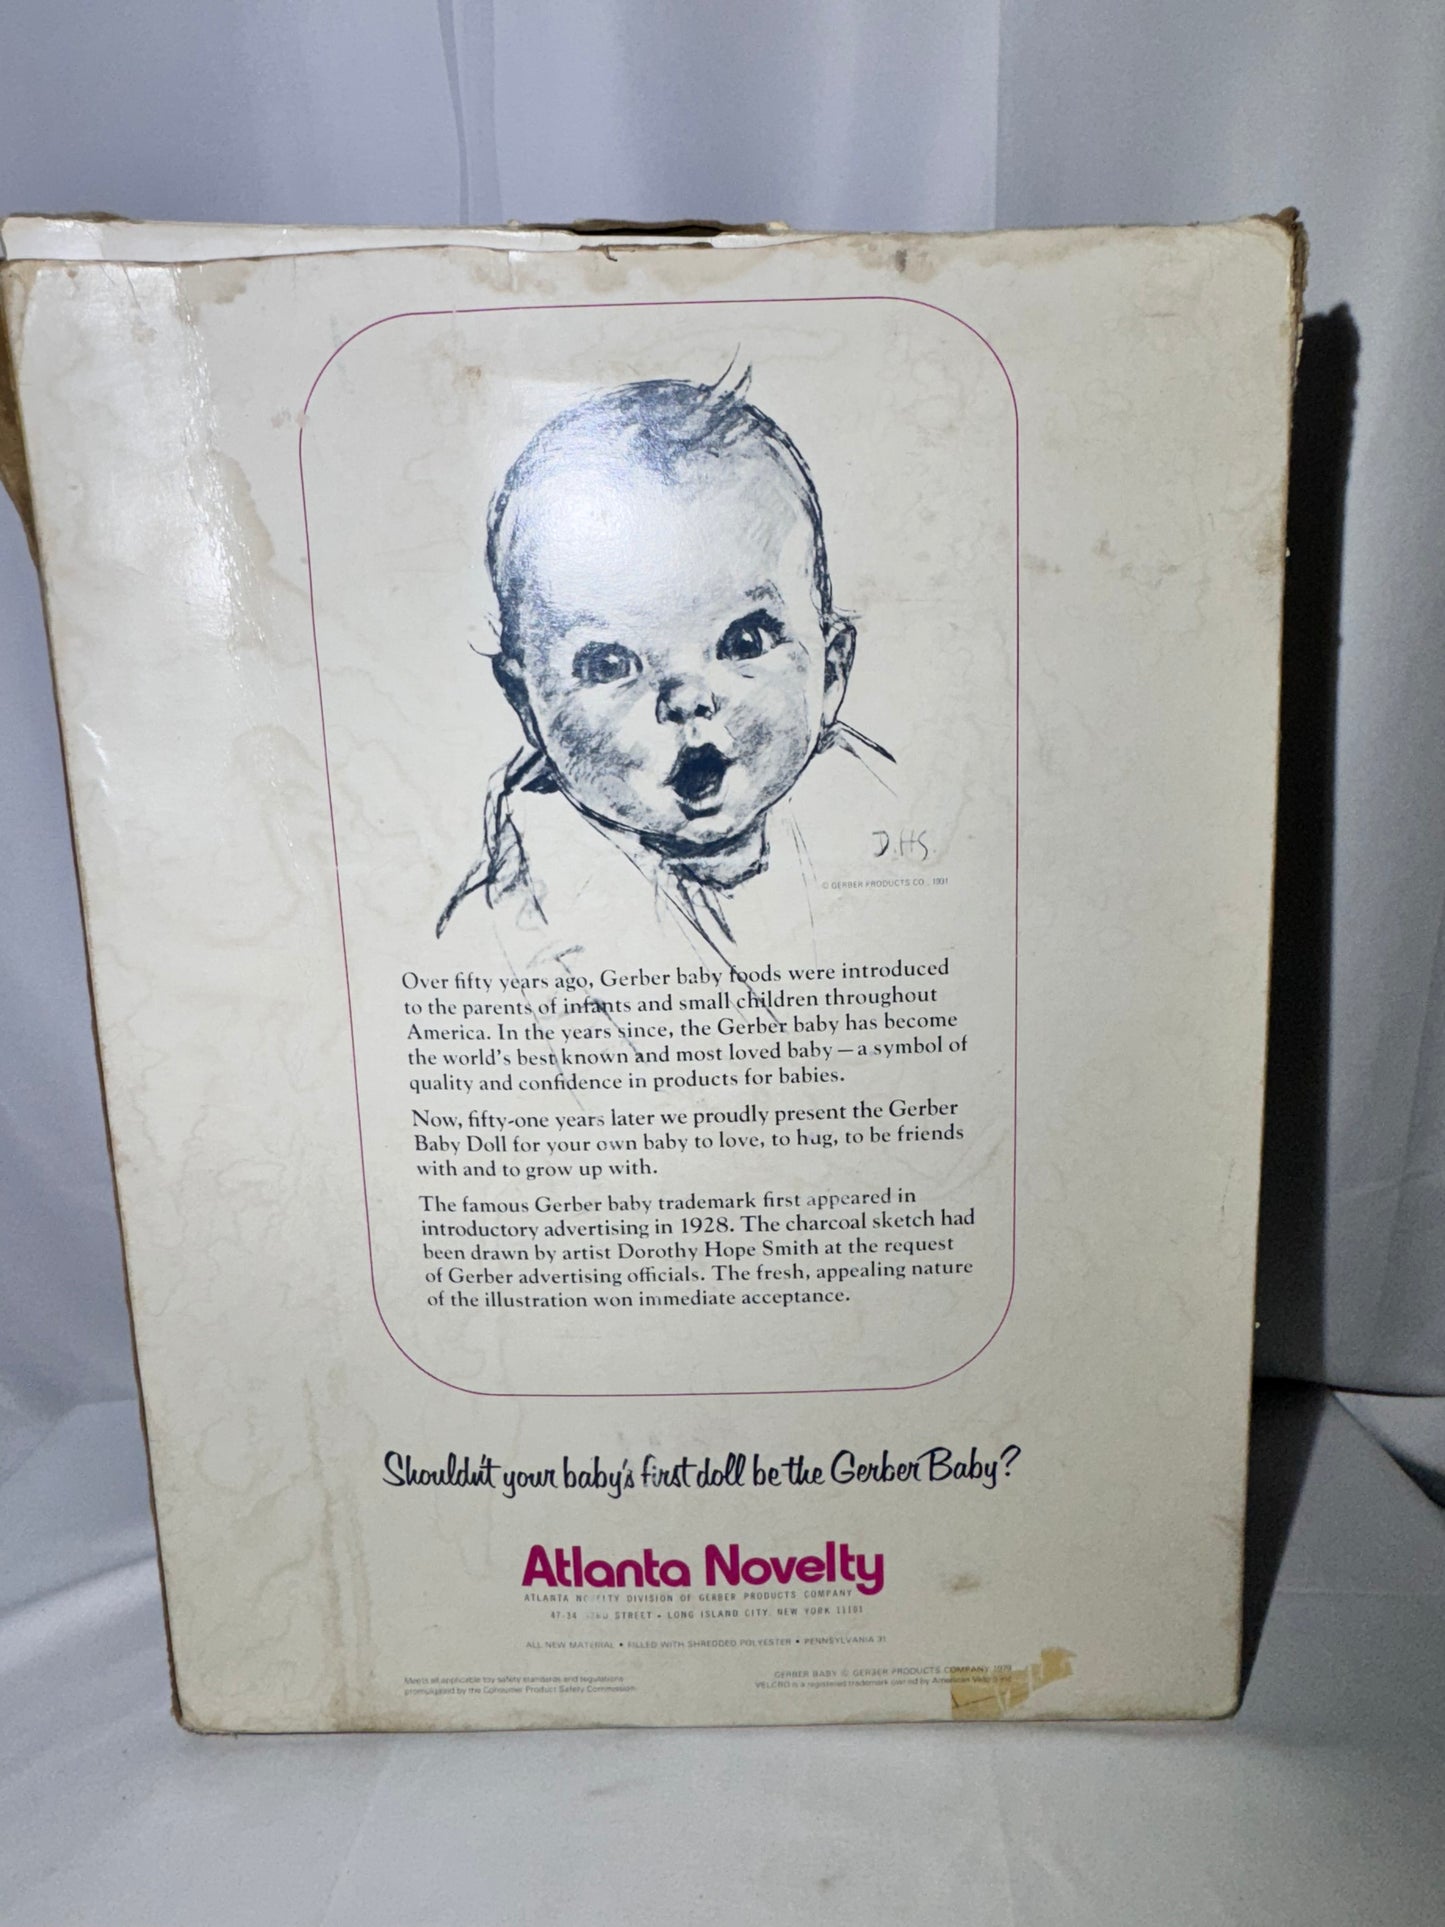 D.HS.
© GERBER PRODUCTS CO., 1931
Over fifty years ago, Gerber baby foods were introduced
to the parents of infants and small children throughout
America. In the years since, the Gerber baby has become
the world's best known and most loved baby — a symbol of
quality and confidence in products for babies.
Now, fifty-one years later we proudly present the Gerber
Baby Doll for your own baby to love, to hug, to be friends
with and to grow up with.
The famous Gerber baby trademark first appeared in
introductory advertising in 1928. The charcoal sketch had
been drawn by artist Dorothy Hope Smith at the request
of Gerber advertising officials. The fresh, appealing nature
of the illustration won immediate acceptance.
Shouldn't your baby's first doll be the Gerber Baby?
Atlanta Novelty
ATLANTA NOVELTY DIVISION OF GERBER PRODUCTS COMPANY
47-34 STREET • LONG ISLAND CITY, NEW YORK 11101
ALL NEW MATERIAL • FILLED WITH SHREDDED POLYESTER • PENNSYLVANIA 31
Meets all applicable toy safety standards and regulations
promulgated by the Consumer Product Safety Commission.
GERBER BABY © GERBER PRODUCTS COMPANY 1979
VELCRO is a registered trademark owned by American Velcro Inc